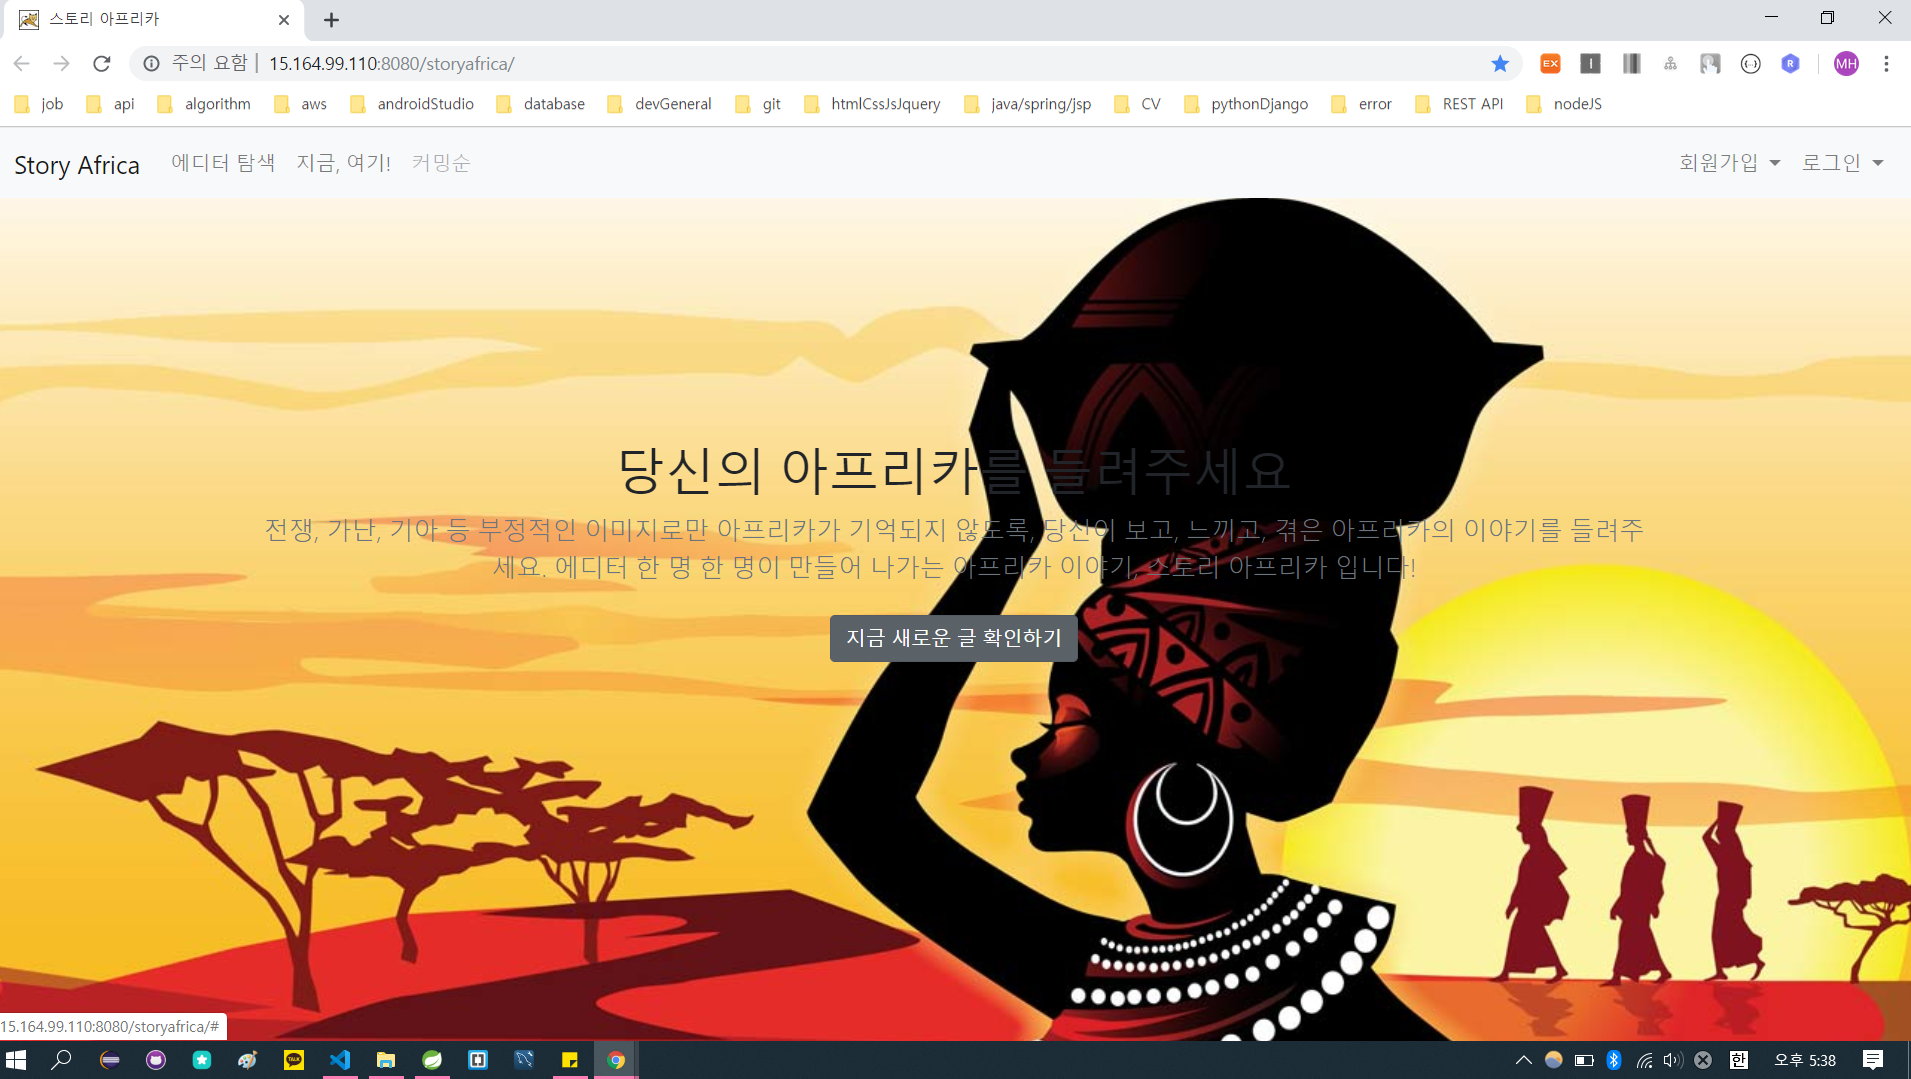 스토리 아프리카
주의 요함 | 15.164.99.110:8080/storyafrica/
EX I R MH
job api algorithm aws androidStudio database devGeneral git htmlCssJsJquery java/spring/jsp CV pythonDjango error REST API nodeJS
Story Africa 에디터 탐색 지금, 여기! 커밍순 회원가입 로그인
당신의 아프리카를 들려주세요
전쟁, 가난, 기아 등 부정적인 이미지로만 아프리카가 기억되지 않도록, 당신이 보고, 느끼고, 겪은 아프리카의 이야기를 들려주
세요. 에디터 한 명 한 명이 만들어 나가는 아프리카 이야기, 스토리 아프리카 입니다!
지금 새로운 글 확인하기
15.164.99.110:8080/storyafrica/#
TALK 한 오후 5:38